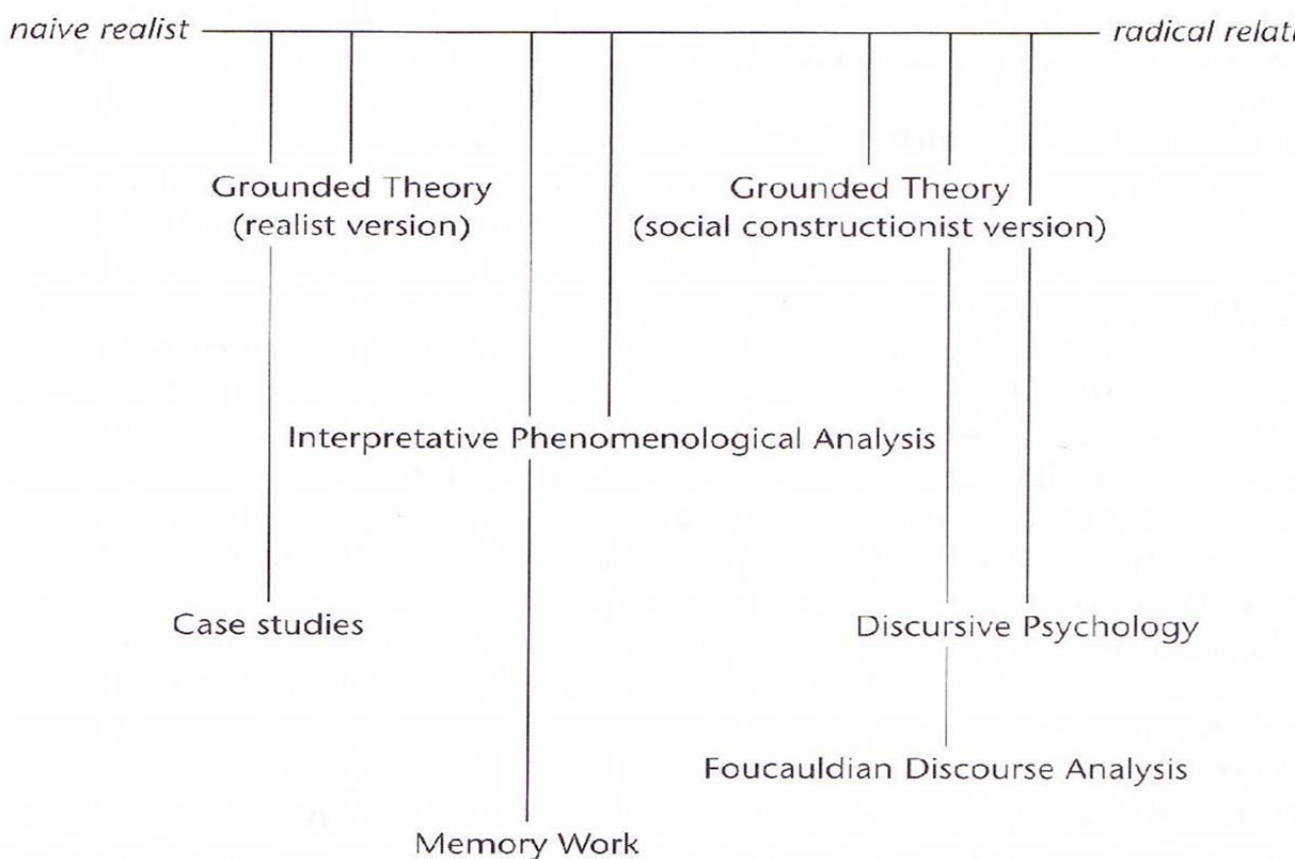 naive realist
radical relati
Grounded Theory
(realist version)
Grounded Theory
(social constructionist version)
Interpretative Phenomenological Analysis
Case studies
Discursive Psychology
Foucauldian Discourse Analysis
Memory Work